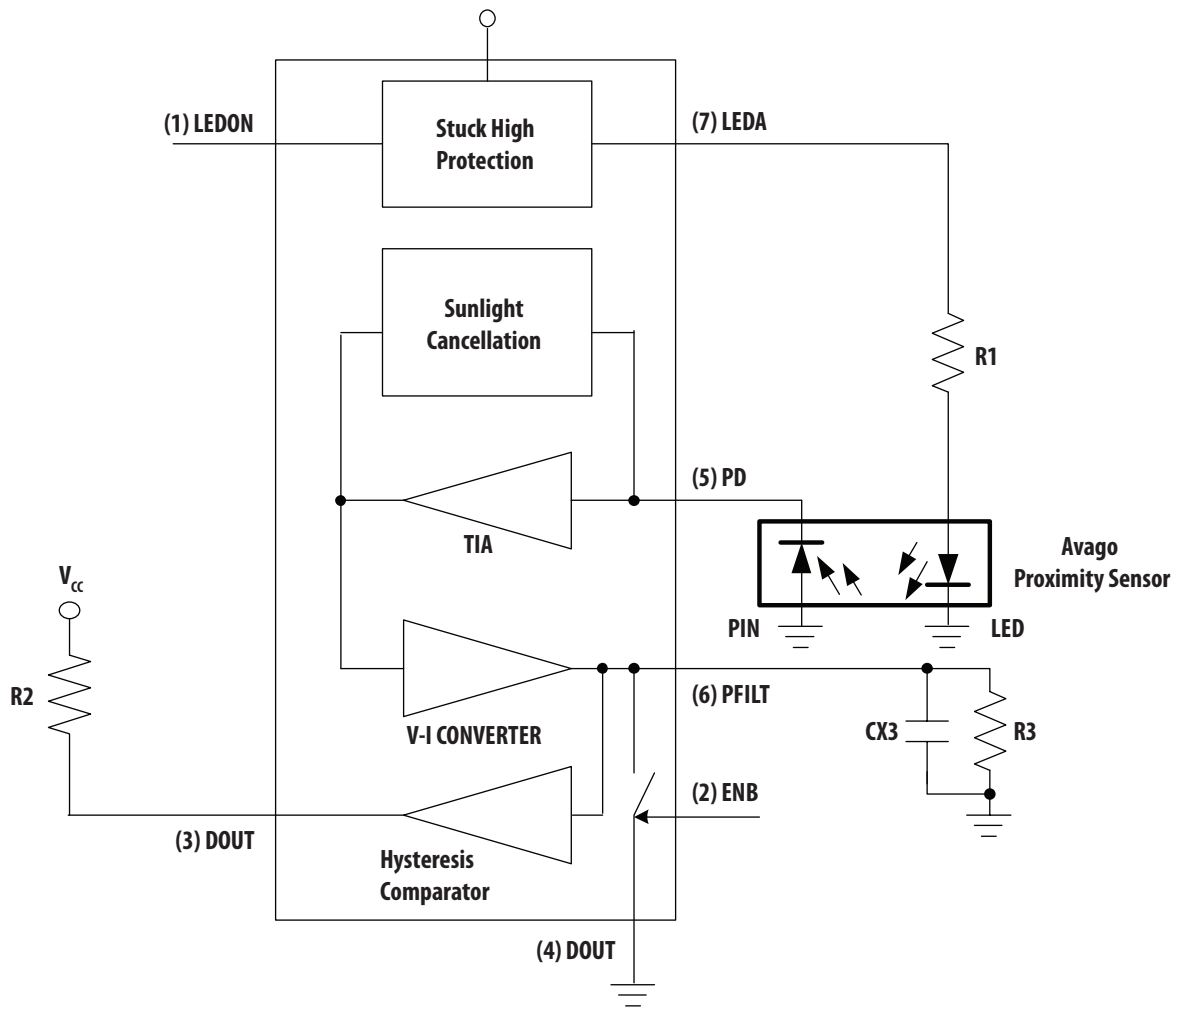 (1) LEDON
Stuck High
Protection
(7) LEDA
Sunlight
Cancellation
R1
(5) PD
TIA
Avago
Proximity Sensor
PIN
LED
VCC
R2
V-I CONVERTER
(6) PFILT
CX3
R3
(2) ENB
(3) DOUT
Hysteresis
Comparator
(4) DOUT